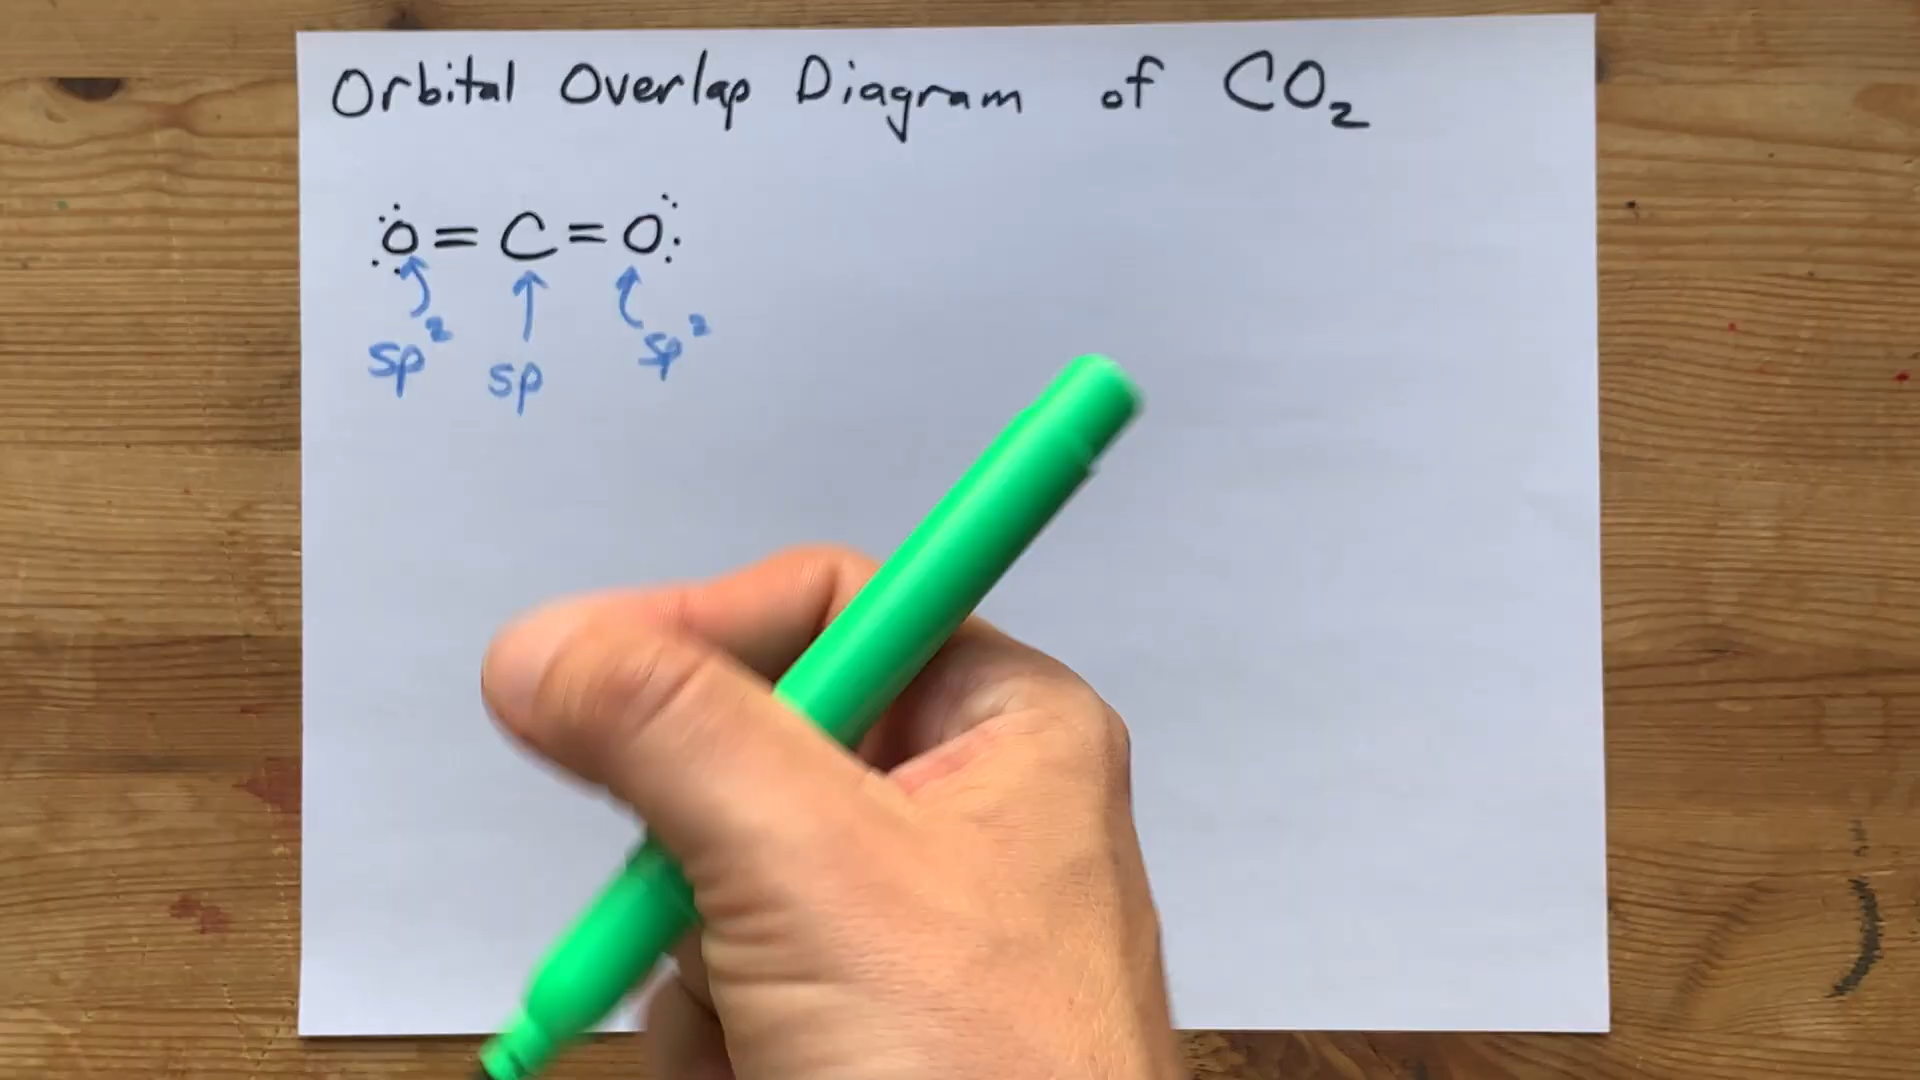 Orbital Overlap Diagram of CO₂
O=C=O
sp² sp sp²